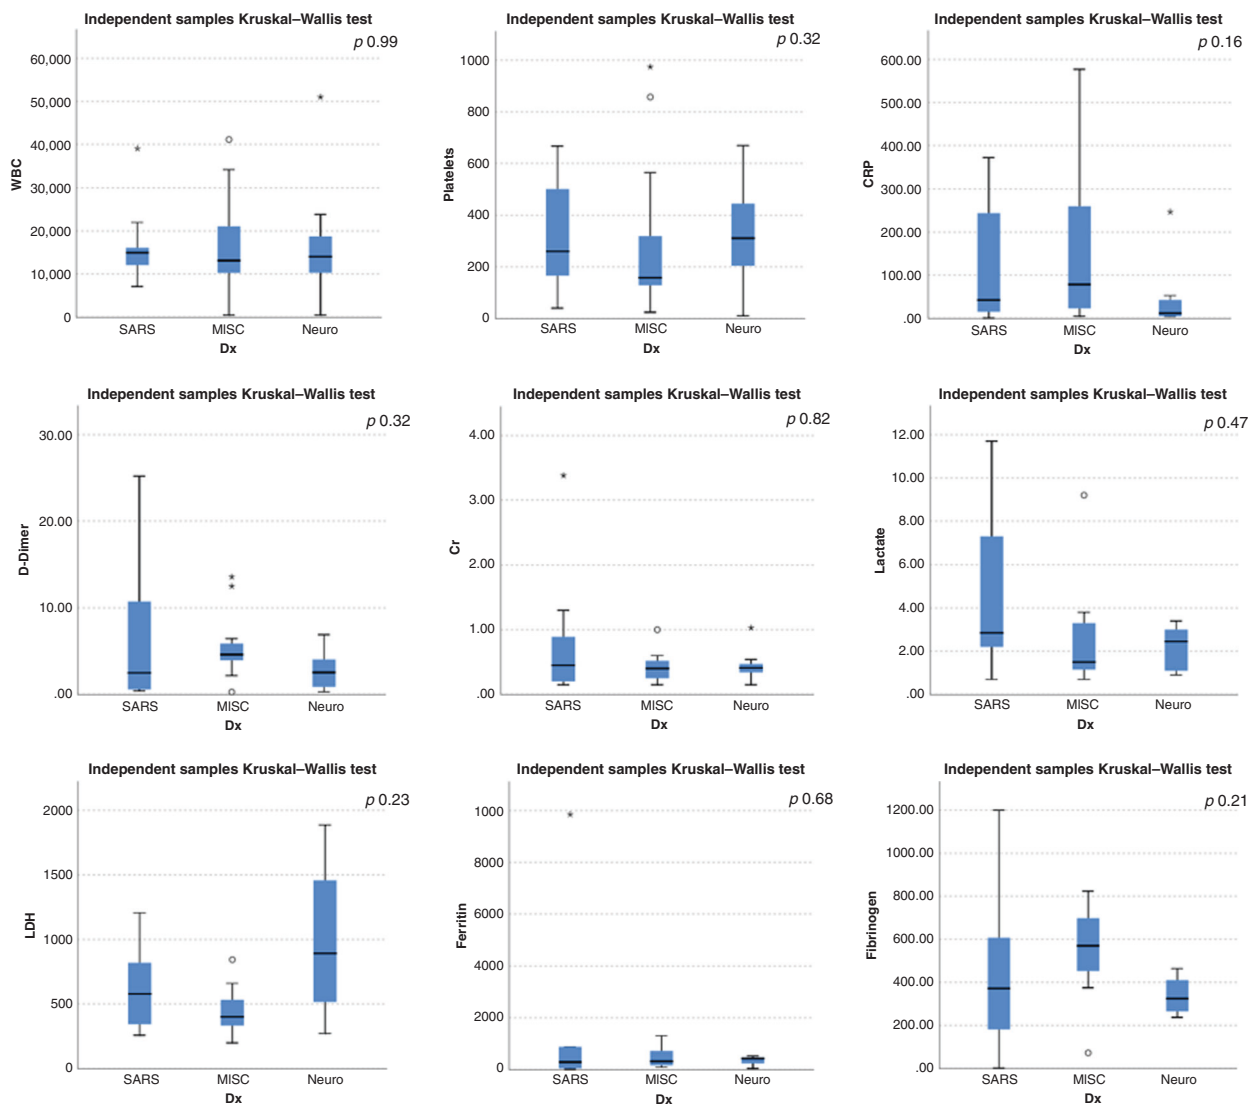 Independent samples Kruskal–Wallis test
p 0.99
60,000
50,000
40,000
30,000
20,000
10,000
0
WBC
SARS MISC Neuro
Dx
Independent samples Kruskal–Wallis test
p 0.32
1000
800
600
400
200
0
Platelets
SARS MISC Neuro
Dx
Independent samples Kruskal–Wallis test
p 0.16
600.00
500.00
400.00
300.00
200.00
100.00
.00
CRP
SARS MISC Neuro
Dx
Independent samples Kruskal–Wallis test
p 0.32
30.00
20.00
10.00
.00
D-Dimer
SARS MISC Neuro
Dx
Independent samples Kruskal–Wallis test
p 0.82
4.00
3.00
2.00
1.00
.00
Cr
SARS MISC Neuro
Dx
Independent samples Kruskal–Wallis test
p 0.47
12.00
10.00
8.00
6.00
4.00
2.00
.00
Lactate
SARS MISC Neuro
Dx
Independent samples Kruskal–Wallis test
p 0.23
2000
1500
1000
500
0
LDH
SARS MISC Neuro
Dx
Independent samples Kruskal–Wallis test
p 0.68
1000
8000
6000
4000
2000
0
Ferritin
SARS MISC Neuro
Dx
Independent samples Kruskal–Wallis test
p 0.21
1200.00
1000.00
800.00
600.00
400.00
200.00
.00
Fibrinogen
SARS MISC Neuro
Dx